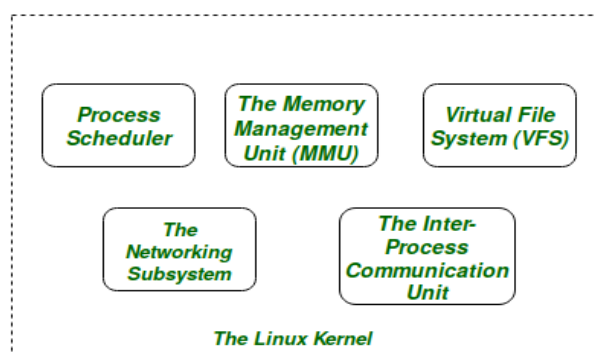 Process
Scheduler
The Memory
Management
Unit (MMU)
Virtual File
System (VFS)
The
Networking
Subsystem
The Inter-
Process
Communication
Unit
The Linux Kernel